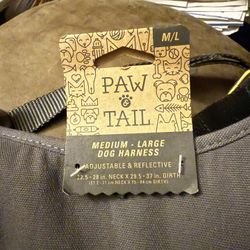 M/L
PAW
&
TAIL
MEDIUM - LARGE
DOG HARNESS
ADJUSTABLE & REFLECTIVE
22.5 - 28 in. NECK X 29.5 - 37 in. GIRTH